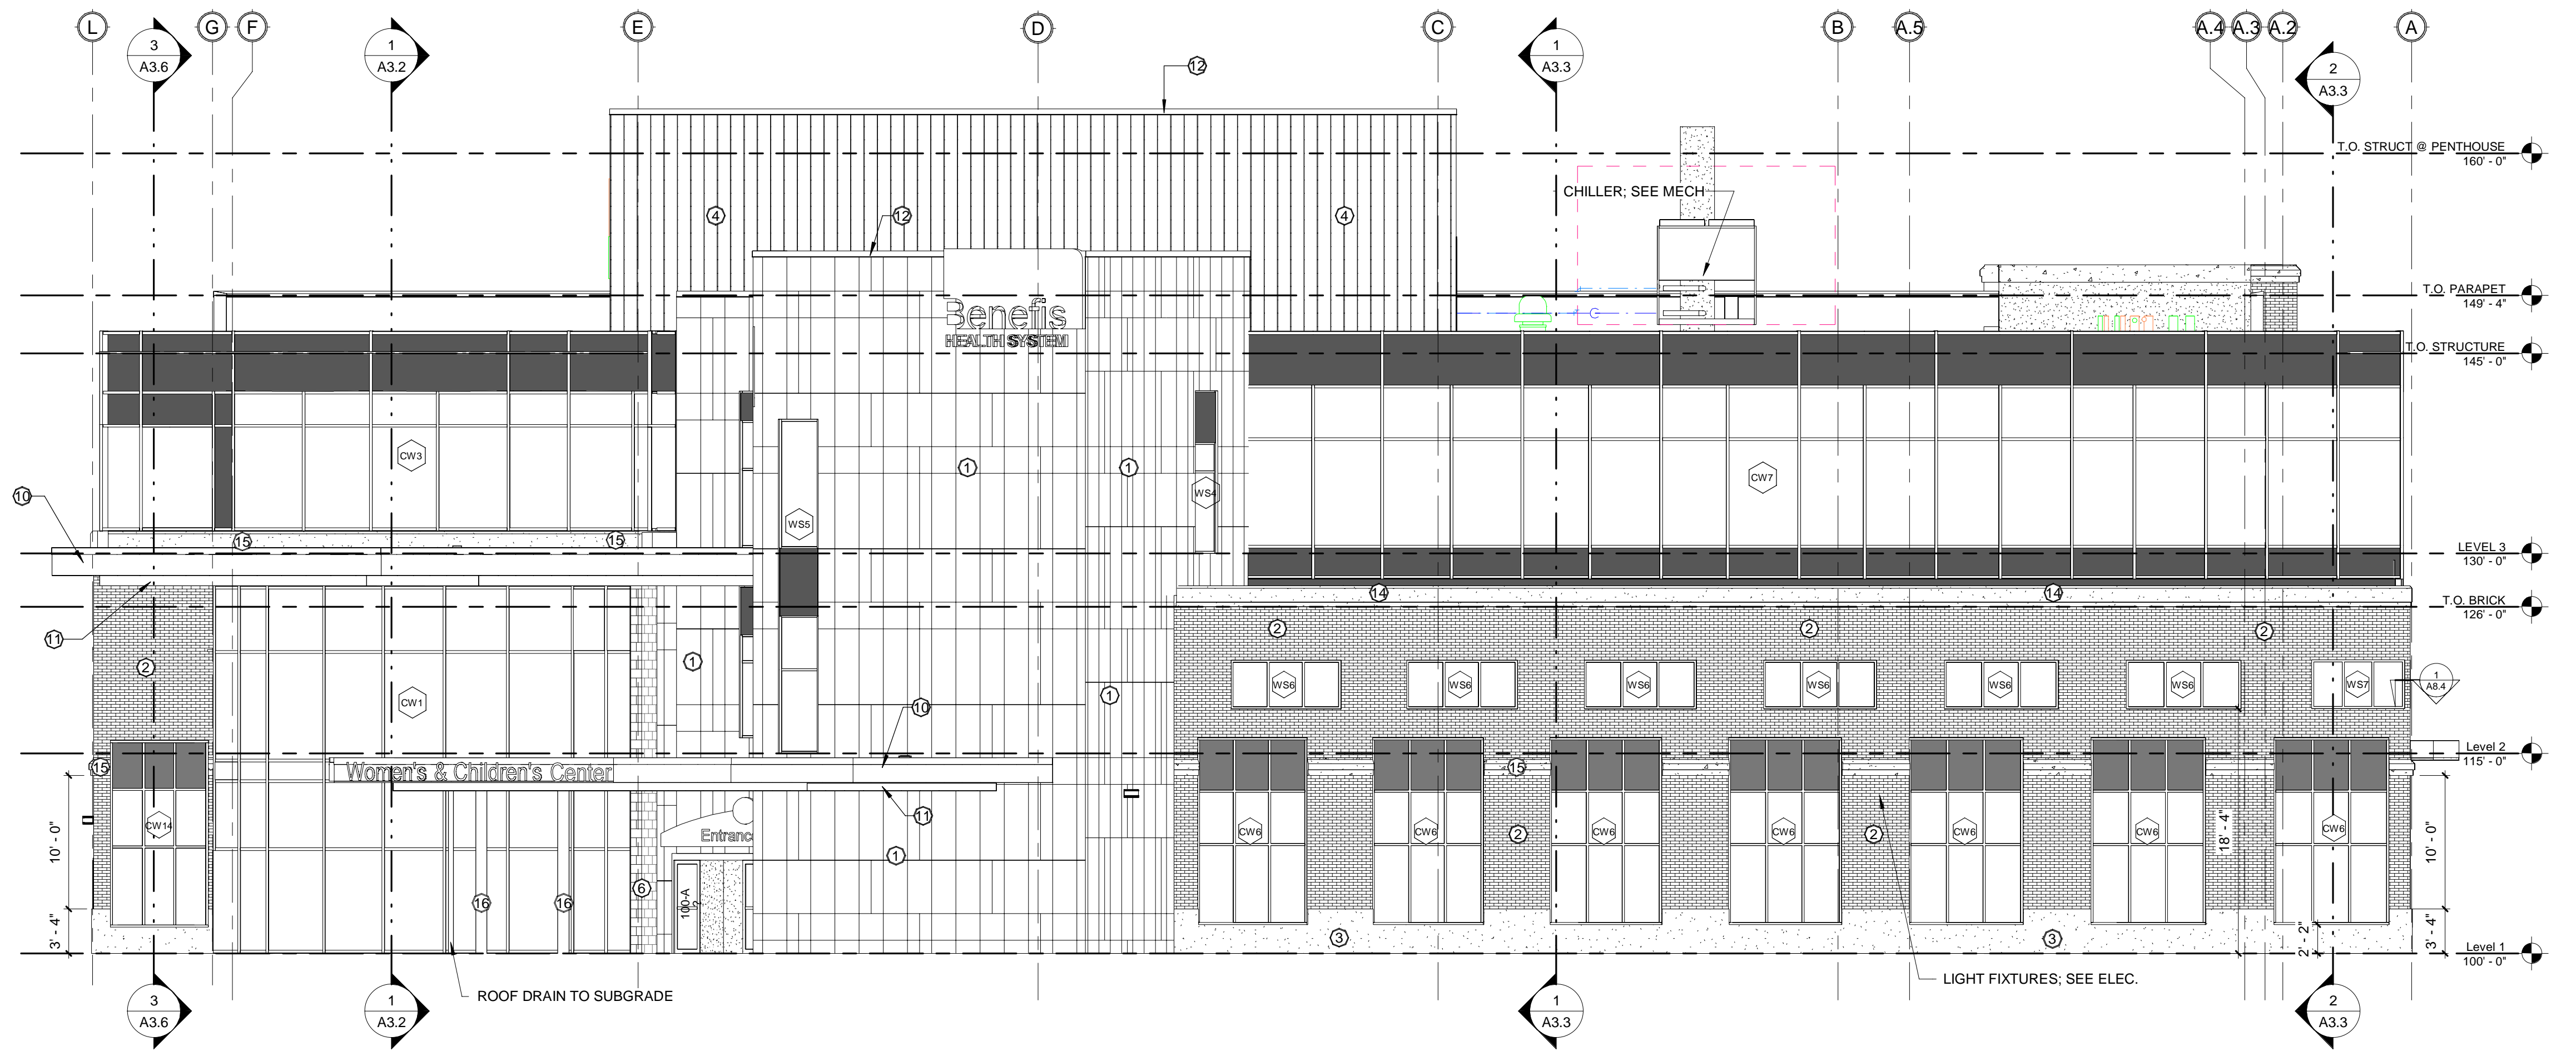 L
G
F
E
D
C
B
A.5
A.4
A.3
A.2
A
3
A3.6
1
A3.2
1
A3.3
2
A3.3
12
T.O. STRUCT @ PENTHOUSE
160' - 0"
CHILLER; SEE MECH
4
12
4
T.O. PARAPET
149' - 4"
Benefis
HEALTH SYSTEM
C
T.O. STRUCTURE
145' - 0"
CW3
1
1
CW7
10
WS4
WS5
15
15
LEVEL 3
130' - 0"
14
14
T.O. BRICK
126' - 0"
11
2
2
2
2
1
WS6
WS6
WS6
WS6
WS6
WS6
WS7
1
A8.4
CW1
1
10
Level 2
115' - 0"
15
Women's & Children's Center
15
11
CW14
Entranc
2
2
CW6
CW6
CW6
CW6
CW6
CW6
CW6
18' - 4"
10' - 0"
10' - 0"
1
6
100-A
2
16
16
3' - 4"
3
3
2' - 2"
3' - 4"
Level 1
100' - 0"
ROOF DRAIN TO SUBGRADE
LIGHT FIXTURES; SEE ELEC.
3
A3.6
1
A3.2
1
A3.3
2
A3.3